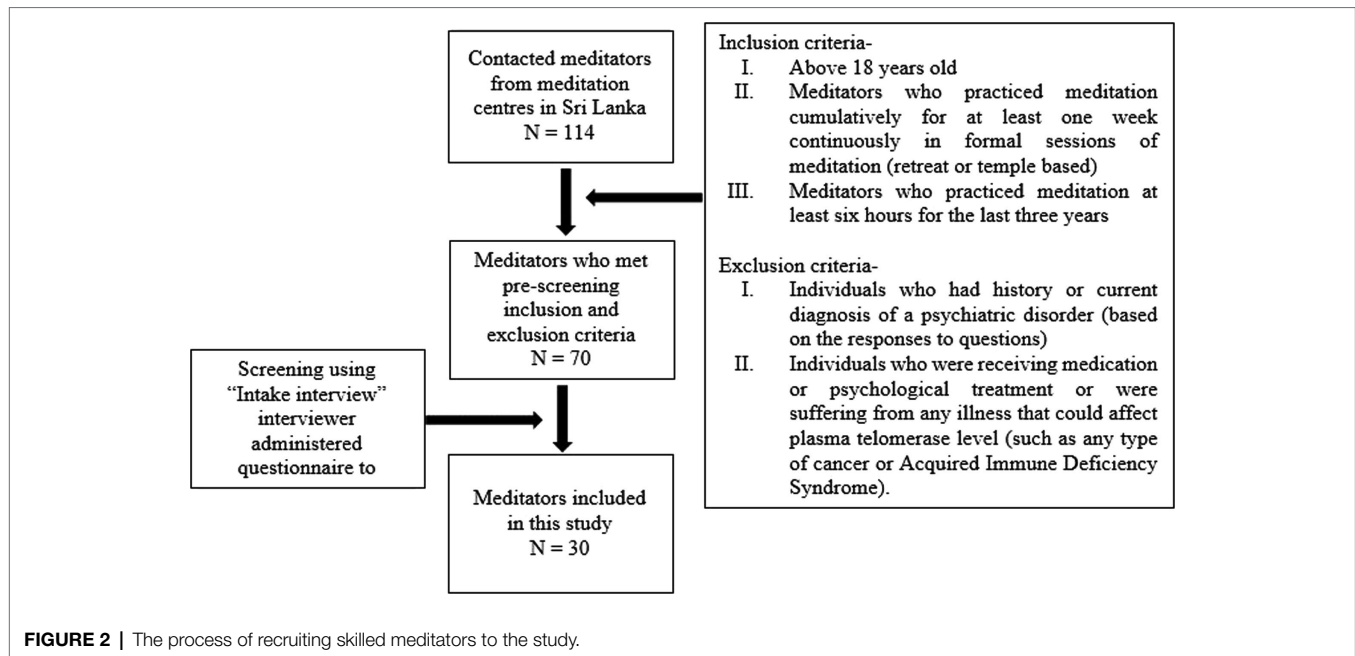 Contacted meditators
from meditation
centres in Sri Lanka
N = 114
Inclusion criteria-
I. Above 18 years old
II. Meditators who practiced meditation
cumulatively for at least one week
continuously in formal sessions of
meditation (retreat or temple based)
III. Meditators who practiced meditation at
least six hours for the last three years
Exclusion criteria-
I. Individuals who had history or current
diagnosis of a psychiatric disorder (based
on the responses to questions)
II. Individuals who were receiving medication
or psychological treatment or were
suffering from any illness that could affect
plasma telomerase level (such as any type
of cancer or Acquired Immune Deficiency
Syndrome).
Meditators who met
pre-screening
inclusion and
exclusion criteria
N = 70
Screening using
“Intake interview”
interviewer
administered
questionnaire to
Meditators included
in this study
N = 30
FIGURE 2 | The process of recruiting skilled meditators to the study.